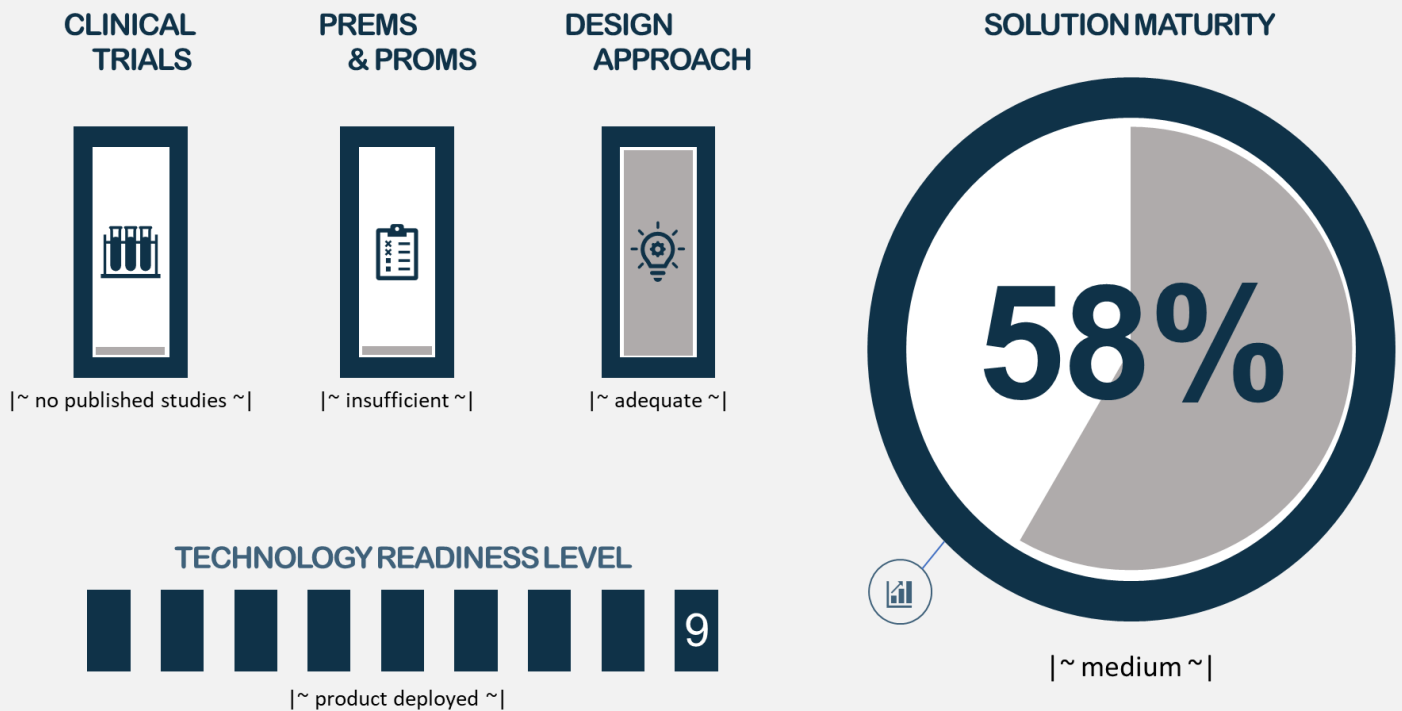 CLINICAL
TRIALS
PREMS
& PROMS
DESIGN
APPROACH
|~ no published studies ~|
|~ insufficient ~|
|~ adequate ~|
TECHNOLOGY READINESS LEVEL
9
|~ product deployed ~|
SOLUTION MATURITY
58%
|~ medium ~|